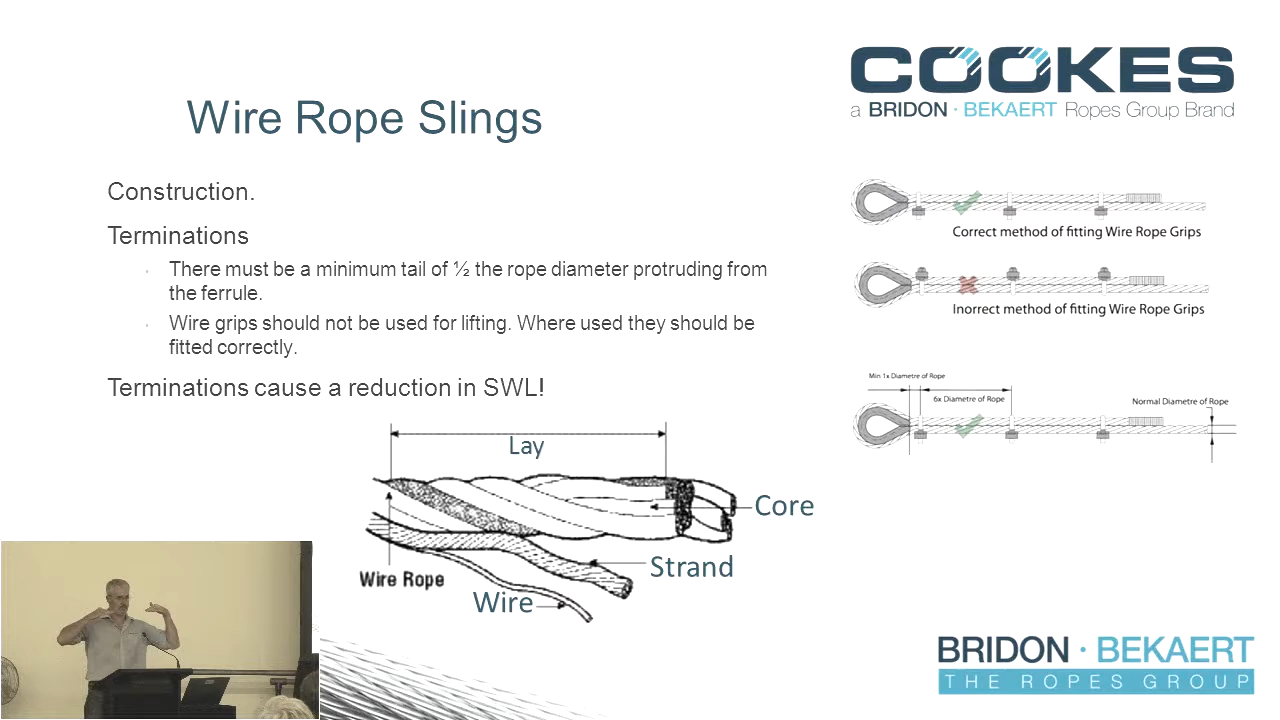 COOKES
a BRIDON · BEKAERT Ropes Group Brand
Wire Rope Slings
Construction.
Terminations
There must be a minimum tail of ½ the rope diameter protruding from
the ferrule.
Wire grips should not be used for lifting. Where used they should be
fitted correctly.
Terminations cause a reduction in SWL!
Correct method of fitting Wire Rope Grips
Inorrect method of fitting Wire Rope Grips
Min 1x Diametre of Rope
6x Diametre of Rope
Normal Diametre of Rope
Lay
Core
Strand
Wire Rope
Wire
BRIDON · BEKAERT
THE ROPES GROUP